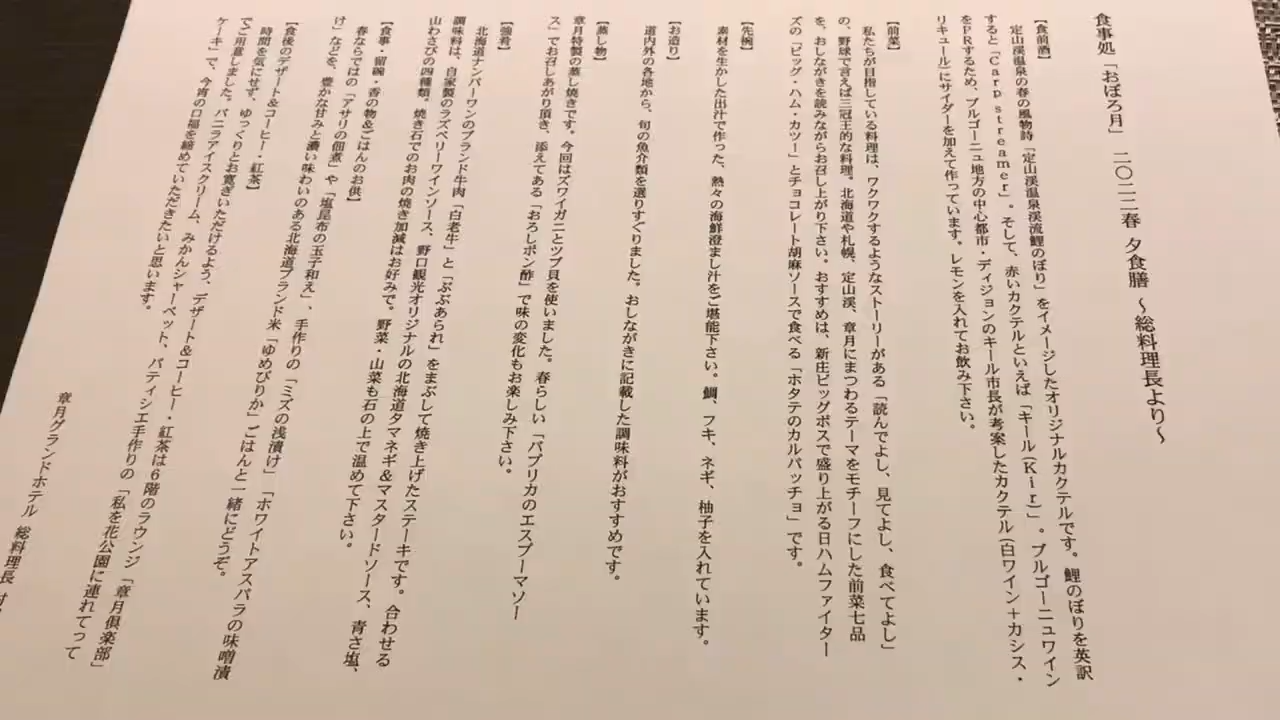 食事処「おぼろ月」 二〇二二春 夕食膳 ～総料理長より～
【食前酒】
定山渓温泉の春の風物詩「定山渓温泉渓流鯉のぼり」をイメージしたオリジナルカクテルです。鯉のぼりを英訳
すると「Carp streamer」。そして、赤いカクテルといえば「キール(Kir)」。ブルゴーニュワイン
をPRするため、ブルゴーニュ地方の中心都市・ディジョンのキール市長が考案したカクテル(白ワイン＋カシス・
リキュール)にサイダーを加えて作っています。レモンを入れてお飲み下さい。
【前菜】
私たちが目指している料理は、ワクワクするようなストーリーがある「読んでよし、見てよし、食べてよし」
の、野球で言えば三冠王的な料理。北海道や札幌、定山渓、章月にまつわるテーマをモチーフにした前菜七品
を、おしながきを読みながらお召し上がり下さい。おすすめは、新庄ビッグボスで盛り上がる日ハムファイター
ズの「ビッグ・ハム・カツ～」とチョコレート胡麻ソースで食べる「ホタテのカルパッチョ」です。
【先椀】
素材を生かした出汁で作った、熱々の海鮮澄まし汁をご堪能下さい。鯛、フキ、ネギ、柚子を入れています。
【お造り】
道内外の各地から、旬の魚介類を選りすぐりました。おしながきに記載した調味料がおすすめです。
【蒸し物】
章月特製の蒸し焼きです。今回はズワイガニとツブ貝を使いました。春らしい「パプリカのエスプーマソー
ス」でお召しあがり頂き、添えてある「おろしポン酢」で味の変化もお楽しみ下さい。
【強肴】
北海道ナンバーワンのブランド牛肉「白老牛」と「ぶぶあられ」をまぶして焼き上げたステーキです。合わせる
調味料は、自家製のラズベリーワインソース、野口観光オリジナルの北海道タマネギ＆マスタードソース、青さ塩、
山わさびの四種類。焼き石でのお肉の焼き加減はお好みで。野菜・山菜も石の上で温めて下さい。
【食事・留碗・香の物＆ごはんのお供】
春ならではの「アサリの佃煮」や「塩昆布の玉子和え」、手作りの「ミズの浅漬け」「ホワイトアスパラの味噌漬
け」などを、豊かな甘みと濃い味わいのある北海道ブランド米「ゆめぴりか」ごはんと一緒にどうぞ。
【食後のデザート＆コーヒー・紅茶】
時間を気にせず、ゆっくりとお寛ぎいただけるよう、デザート＆コーヒー・紅茶は6階のラウンジ「章月倶楽部」
でご用意しました。バニラアイスクリーム、みかんシャーベット、パティシエ手作りの「私を花公園に連れてって
ケーキ」で、今宵の口福を締めていただきたいと思います。
章月グランドホテル 総料理長